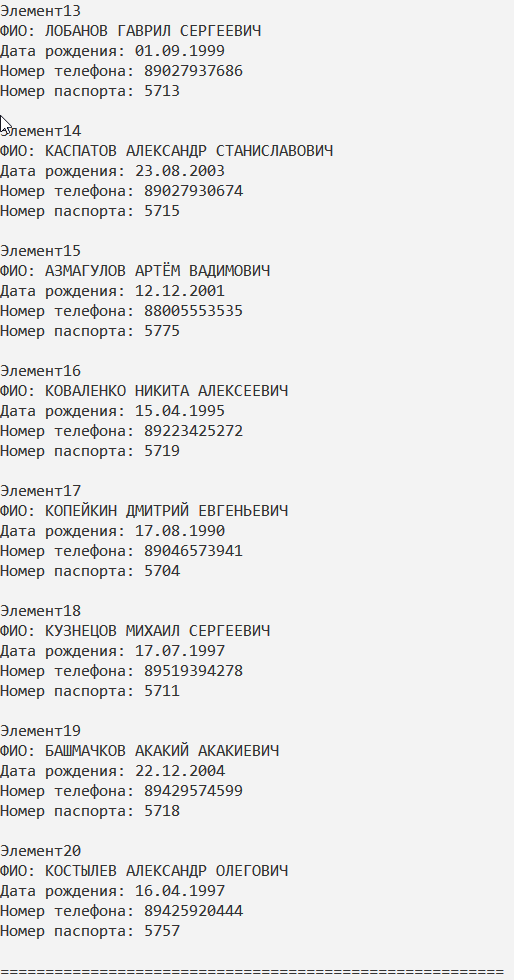 Элемент13
ФИО: ЛОБАНОВ ГАВРИЛ СЕРГЕЕВИЧ
Дата рождения: 01.09.1999
Номер телефона: 89027937686
Номер паспорта: 5713
Элемент14
ФИО: КАСПАТОВ АЛЕКСАНДР СТАНИСЛАВОВИЧ
Дата рождения: 23.08.2003
Номер телефона: 89027930674
Номер паспорта: 5715
Элемент15
ФИО: АЗМАГУЛОВ АРТЁМ ВАДИМОВИЧ
Дата рождения: 12.12.2001
Номер телефона: 88005553535
Номер паспорта: 5775
Элемент16
ФИО: КОВАЛЕНКО НИКИТА АЛЕКСЕЕВИЧ
Дата рождения: 15.04.1995
Номер телефона: 89223425272
Номер паспорта: 5719
Элемент17
ФИО: КОПЕЙКИН ДМИТРИЙ ЕВГЕНЬЕВИЧ
Дата рождения: 17.08.1990
Номер телефона: 89046573941
Номер паспорта: 5704
Элемент18
ФИО: КУЗНЕЦОВ МИХАИЛ СЕРГЕЕВИЧ
Дата рождения: 17.07.1997
Номер телефона: 89519394278
Номер паспорта: 5711
Элемент19
ФИО: БАШМАЧКОВ АКАКИЙ АКАКИЕВИЧ
Дата рождения: 22.12.2004
Номер телефона: 89429574599
Номер паспорта: 5718
Элемент20
ФИО: КОСТЫЛЕВ АЛЕКСАНДР ОЛЕГОВИЧ
Дата рождения: 16.04.1997
Номер телефона: 89425920444
Номер паспорта: 5757
========================================================